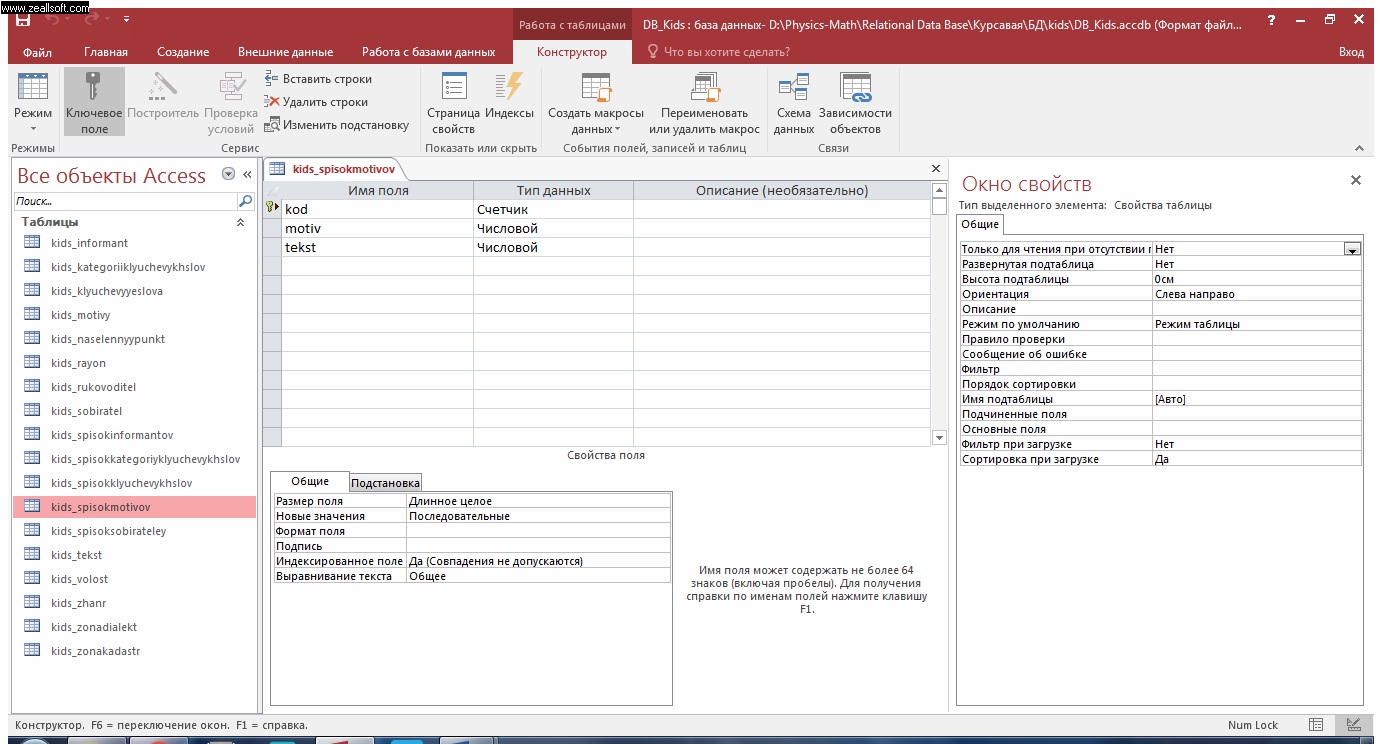 www.zeallsoft.com
Работа с таблицами
DB_Kids : база данных- D:\Physics-Math\Relational Data Base\Курсавая\БД\kids\DB_Kids.accdb (Формат файл...
?
Файл Главная Создание Внешние данные Работа с базами данных Конструктор Что вы хотите сделать? Вход
Режим
Ключевое поле
Построитель
Проверка условий
Вставить строки
Удалить строки
Изменить подстановку
Страница свойств
Индексы
Создать макросы данных
Переименовать или удалить макрос
Схема данных
Зависимости объектов
Режимы Сервис Показать или скрыть События полей, записей и таблиц Связи
Все объекты Access
Поиск...
Таблицы
kids_informant
kids_kategoriiklyuchevykhslov
kids_klyuchevyyeslova
kids_motivy
kids_naselennyypunkt
kids_rayon
kids_rukovoditel
kids_sobiratel
kids_spisokinformantov
kids_spisokkategoriyklyuchevykhslov
kids_spisokklyuchevykhslov
kids_spisokmotivov
kids_spisoksobirateley
kids_tekst
kids_volost
kids_zhanr
kids_zonadialekt
kids_zonakadastr
kids_spisokmotivov
Имя поля Тип данных Описание (необязательно)
kod Счетчик
motiv Числовой
tekst Числовой
Свойства поля
Общие Подстановка
Размер поля Длинное целое
Новые значения Последовательные
Формат поля
Подпись
Индексированное поле Да (Совпадения не допускаются)
Выравнивание текста Общее
Имя поля может содержать не более 64
знаков (включая пробелы). Для получения
справки по именам полей нажмите клавишу
F1.
Окно свойств
Тип выделенного элемента: Свойства таблицы
Общие
Только для чтения при отсутствии Нет
Развернутая подтаблица Нет
Высота подтаблицы 0см
Ориентация Слева направо
Описание
Режим по умолчанию Режим таблицы
Правило проверки
Сообщение об ошибке
Фильтр
Порядок сортировки
Имя подтаблицы [Авто]
Подчиненные поля
Основные поля
Фильтр при загрузке Нет
Сортировка при загрузке Да
Конструктор. F6 = переключение окон. F1 = справка.
Num Lock